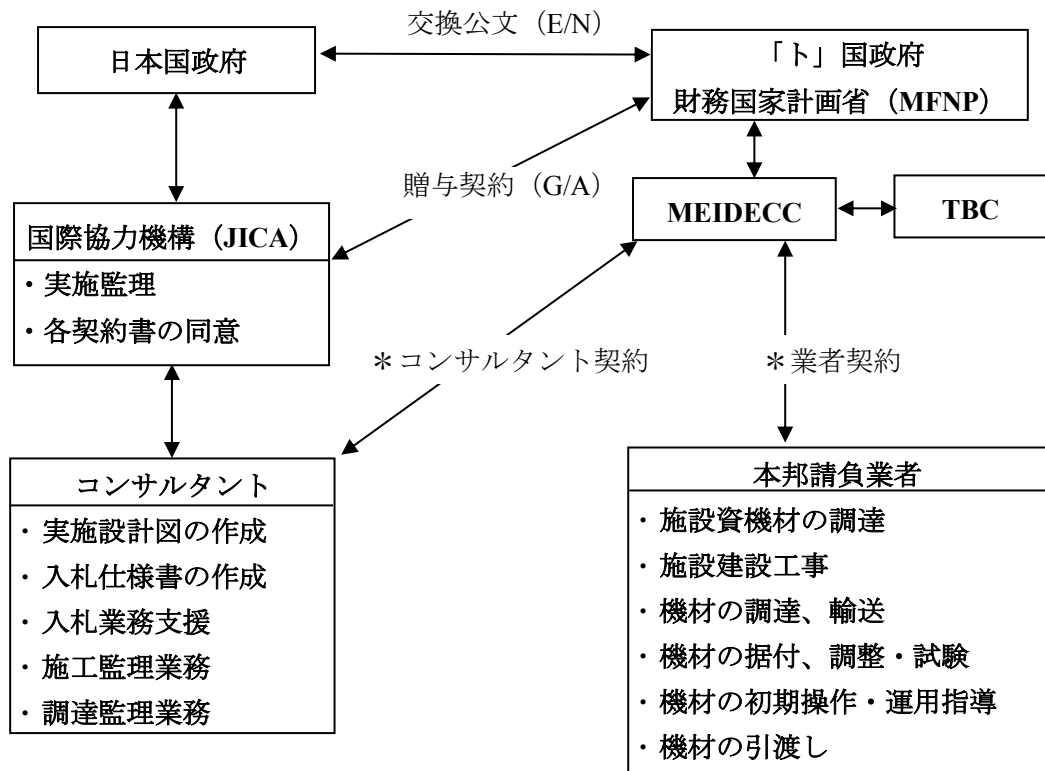 交換公文（E/N）
日本国政府
「ト」国政府
財務国家計画省（MFNP）
贈与契約（G/A）
MEIDECC
TBC
国際協力機構（JICA）
・実施監理
・各契約書の同意
＊コンサルタント契約
＊業者契約
コンサルタント
・実施設計図の作成
・入札仕様書の作成
・入札業務支援
・施工監理業務
・調達監理業務
本邦請負業者
・施設資機材の調達
・施設建設工事
・機材の調達、輸送
・機材の据付、調整・試験
・機材の初期操作・運用指導
・機材の引渡し